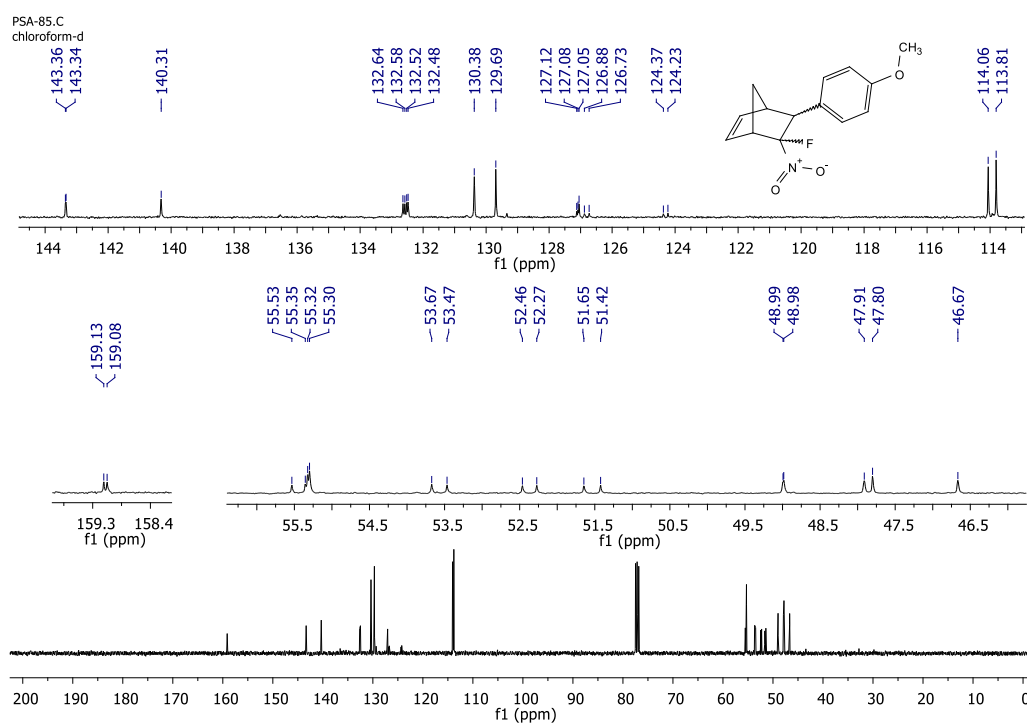 PSA-85.C
chloroform-d
143.36
143.34
140.31
132.64
132.58
132.52
132.48
130.38
129.69
127.12
127.08
127.05
126.88
126.73
124.37
124.23
114.06
113.81
CH₃
O
F
N⁺
O⁻
O
144 142 140 138 136 134 132 130 128 126 124 122 120 118 116 114
f1 (ppm)
159.13
159.08
55.53
55.35
55.32
55.30
53.67
53.47
52.46
52.27
51.65
51.42
48.99
48.98
47.91
47.80
46.67
159.3 158.4
f1 (ppm)
55.5 54.5 53.5 52.5 51.5 50.5 49.5 48.5 47.5 46.5
f1 (ppm)
200 190 180 170 160 150 140 130 120 110 100 90 80 70 60 50 40 30 20 10 0
f1 (ppm)